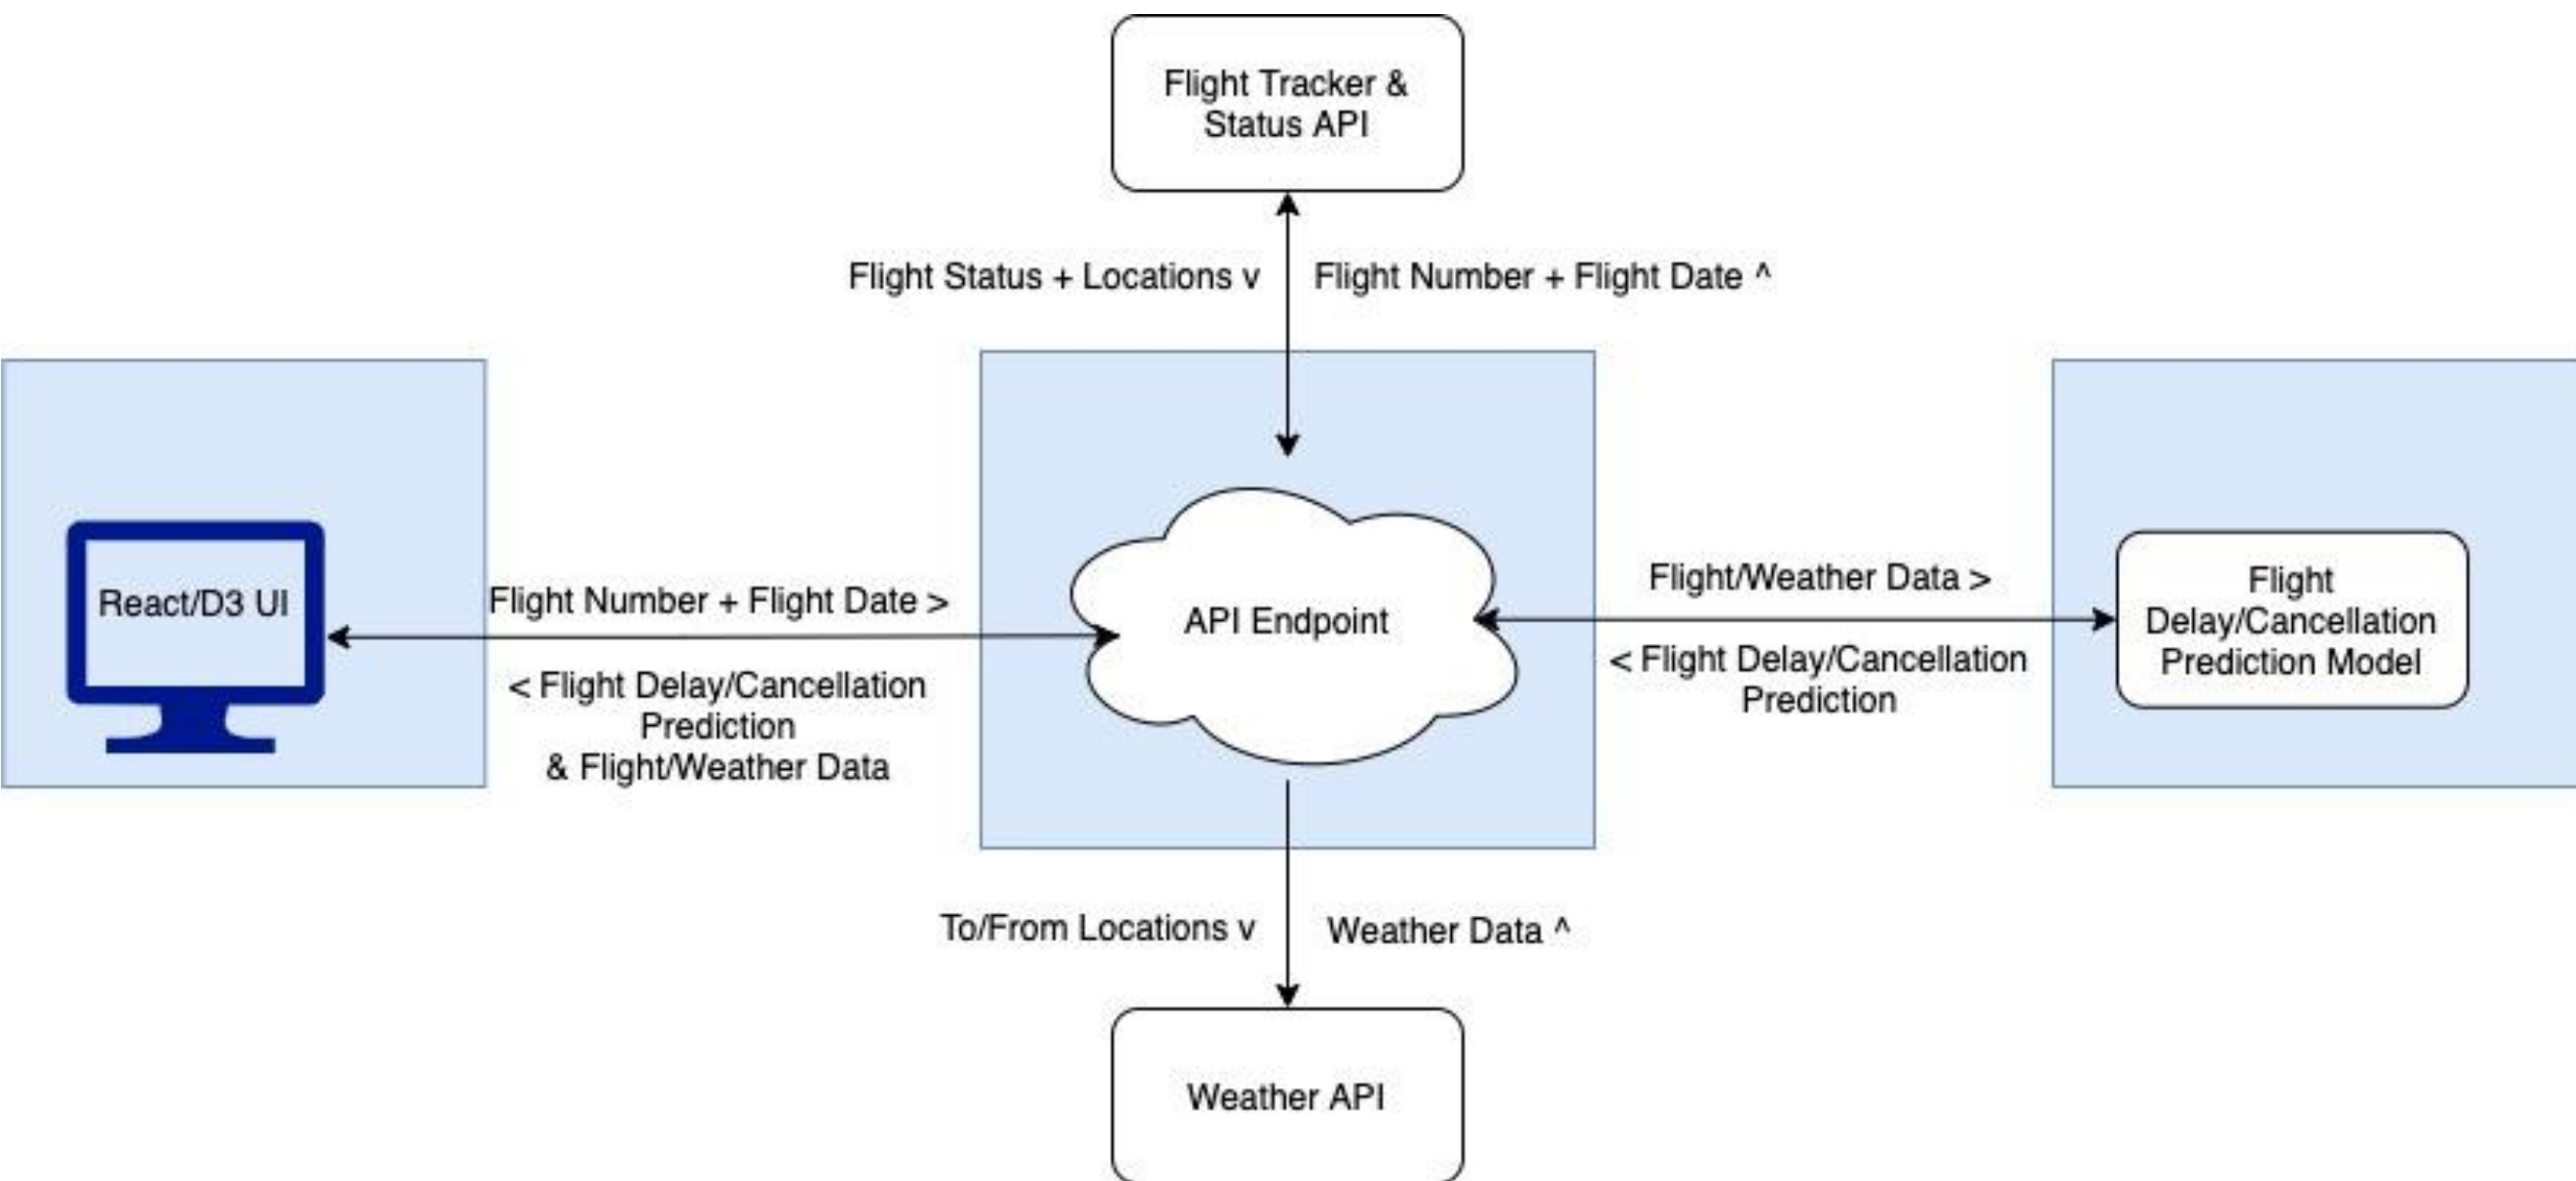 Flight Tracker &
Status API
Flight Status + Locations v
Flight Number + Flight Date ^
React/D3 UI
Flight Number + Flight Date >
< Flight Delay/Cancellation
Prediction
& Flight/Weather Data
API Endpoint
Flight/Weather Data >
< Flight Delay/Cancellation
Prediction
Flight
Delay/Cancellation
Prediction Model
To/From Locations v
Weather Data ^
Weather API